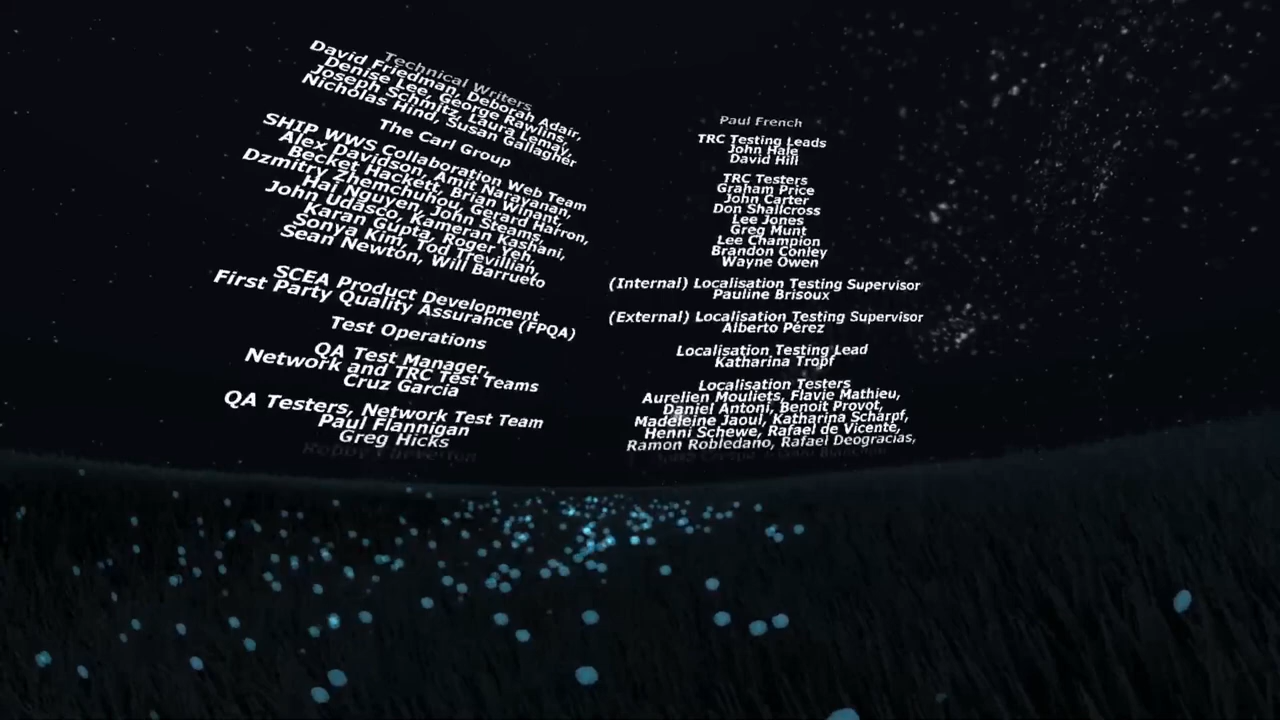 Technical Writers
David Friedman, Deborah Adair,
Denise Lee, George Rawlins,
Joseph Schmitz, Laura Lemay,
Nicholas Hind, Susan Gallagher
The Carl Group
SHIP WWS Collaboration Web Team
Alex Davidson, Amit Narayanan,
Becket Hackett, Brian Winant,
Dzmitry Zhemchuhou, Gerard Harron,
Hai Nguyen, John Steams,
John Udasco, Kameran Kashani,
Karan Gupta, Roger Yeh,
Sonya Kim, Tod Trevillian,
Sean Newton, Will Barrueto
SCEA Product Development
First Party Quality Assurance (FPQA)
Test Operations
QA Test Manager,
Network and TRC Test Teams
Cruz Garcia
QA Testers, Network Test Team
Paul Flannigan
Greg Hicks
Paul French
TRC Testing Leads
John Hale
David Hill
TRC Testers
Graham Price
John Carter
Don Shallcross
Lee Jones
Greg Munt
Lee Champion
Brandon Conley
Wayne Owen
(Internal) Localisation Testing Supervisor
Pauline Brisoux
(External) Localisation Testing Supervisor
Alberto Pérez
Localisation Testing Lead
Katharina Tropf
Localisation Testers
Aurelien Mouliets, Flavie Mathieu,
Daniel Antoni, Benoit Provot,
Madeleine Jaoui, Katharina Scharpf,
Henni Schewe, Rafael de Vicente,
Ramon Robledano, Rafael Deogracias,